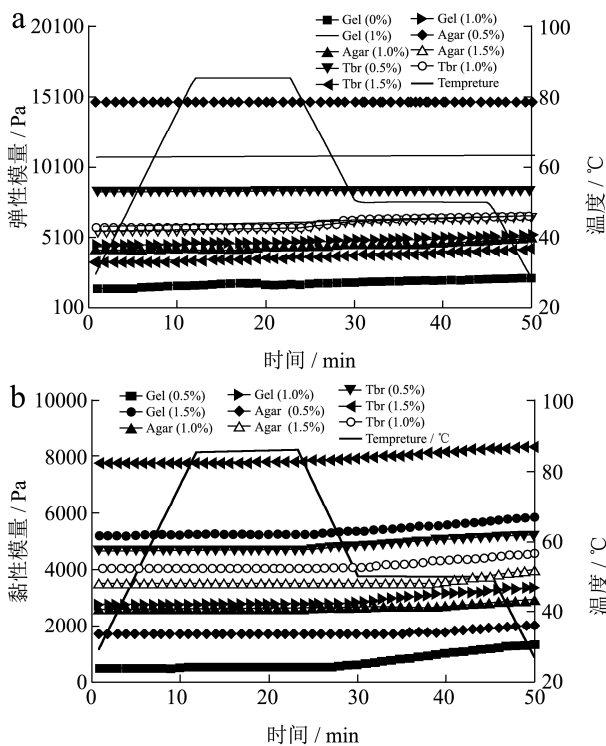 a
20100
15100
10100
5100
100
弹性模量 / Pa
Gel (0%)
Gel (1.0%)
Gel (1%)
Agar (0.5%)
Agar (1.0%)
Agar (1.5%)
Tbr (0.5%)
Tbr (1.0%)
Tbr (1.5%)
Tempreture
100
80
60
40
20
温度 / ℃
0
10
20
30
40
50
时间 / min
b
10000
8000
6000
4000
2000
0
黏性模量 / Pa
Gel (0.5%)
Gel (1.0%)
Tbr (0.5%)
Gel (1.5%)
Agar (0.5%)
Tbr (1.5%)
Agar (1.0%)
Agar (1.5%)
Tbr (1.0%)
Tempreture / ℃
100
80
60
40
20
温度 / ℃
0
10
20
30
40
50
时间 / min